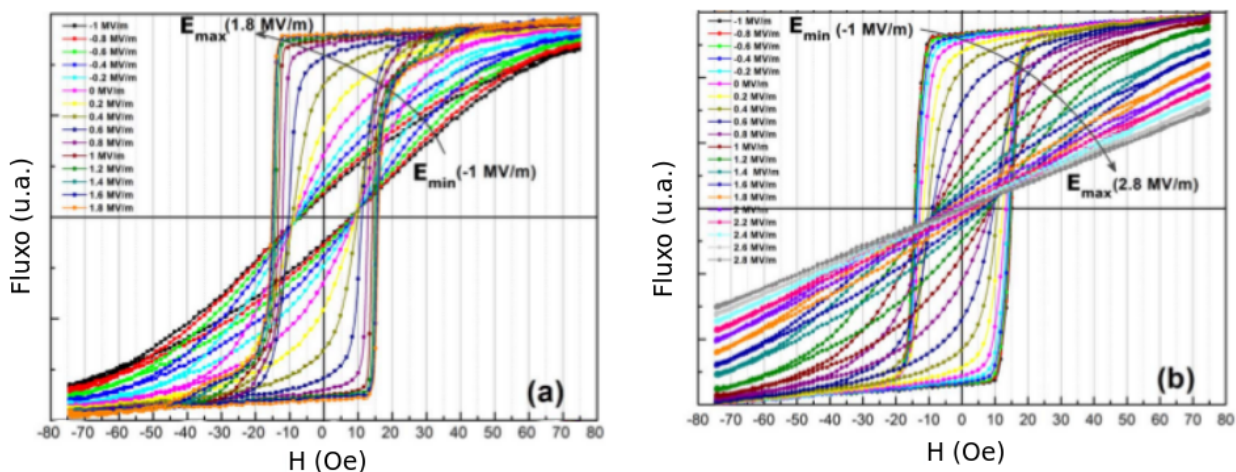 E_max (1.8 MV/m)
-1 MV/m
-0.8 MV/m
-0.6 MV/m
-0.4 MV/m
-0.2 MV/m
0 MV/m
0.2 MV/m
0.4 MV/m
0.6 MV/m
0.8 MV/m
1 MV/m
1.2 MV/m
1.4 MV/m
1.6 MV/m
1.8 MV/m
E_min (-1 MV/m)
Fluxo (u.a.)
(a)
-80 -70 -60 -50 -40 -30 -20 -10 0 10 20 30 40 50 60 70 80
H (Oe)
E_min (-1 MV/m)
-1 MV/m
-0.8 MV/m
-0.6 MV/m
-0.4 MV/m
-0.2 MV/m
0 MV/m
0.2 MV/m
0.4 MV/m
0.6 MV/m
0.8 MV/m
1 MV/m
1.2 MV/m
1.4 MV/m
1.6 MV/m
1.8 MV/m
2 MV/m
2.2 MV/m
2.4 MV/m
2.6 MV/m
2.8 MV/m
E_max (2.8 MV/m)
Fluxo (u.a.)
(b)
-80 -70 -60 -50 -40 -30 -20 -10 0 10 20 30 40 50 60 70 80
H (Oe)